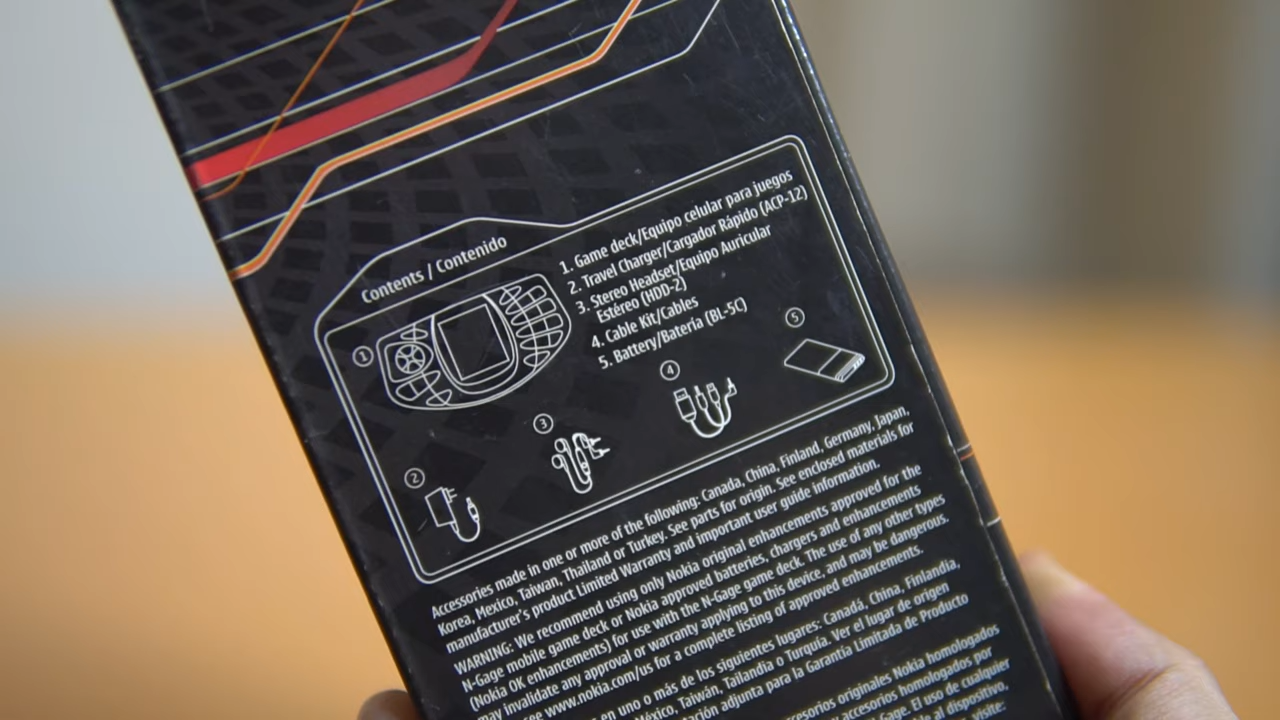 Contents / Contenido
1. Game deck/Equipo celular para juegos
2. Travel Charger/Cargador Rápido (ACP-12)
3. Stereo Headset/Equipo Auricular
Estéreo (HDD-2)
4. Cable Kit/Cables
5. Battery/Batería (BL-5C)
1
2
3
4
5
Accessories made in one or more of the following: Canada, China, Finland, Germany, Japan,
Korea, Mexico, Taiwan, Thailand or Turkey. See parts for origin. See enclosed materials for
manufacturer's product Limited Warranty and important user guide information.
WARNING: We recommend using only Nokia original enhancements approved for the
N-Gage mobile game deck or Nokia approved batteries, chargers and enhancements
(Nokia OK enhancements) for use with the N-Gage game deck. The use of any other types
may invalidate any approval or warranty applying to this device, and may be dangerous.
see www.nokia.com/us for a complete listing of approved enhancements.
en uno o más de los siguientes lugares: Canadá, China, Finlandia,
México, Taiwán, Tailandia o Turquía. Ver el lugar de origen
adjunta para la Garantía Limitada de Producto
accesorios originales Nokia homologados
y accesorios homologados por
El uso de cualquier
al dispositivo,
visite: